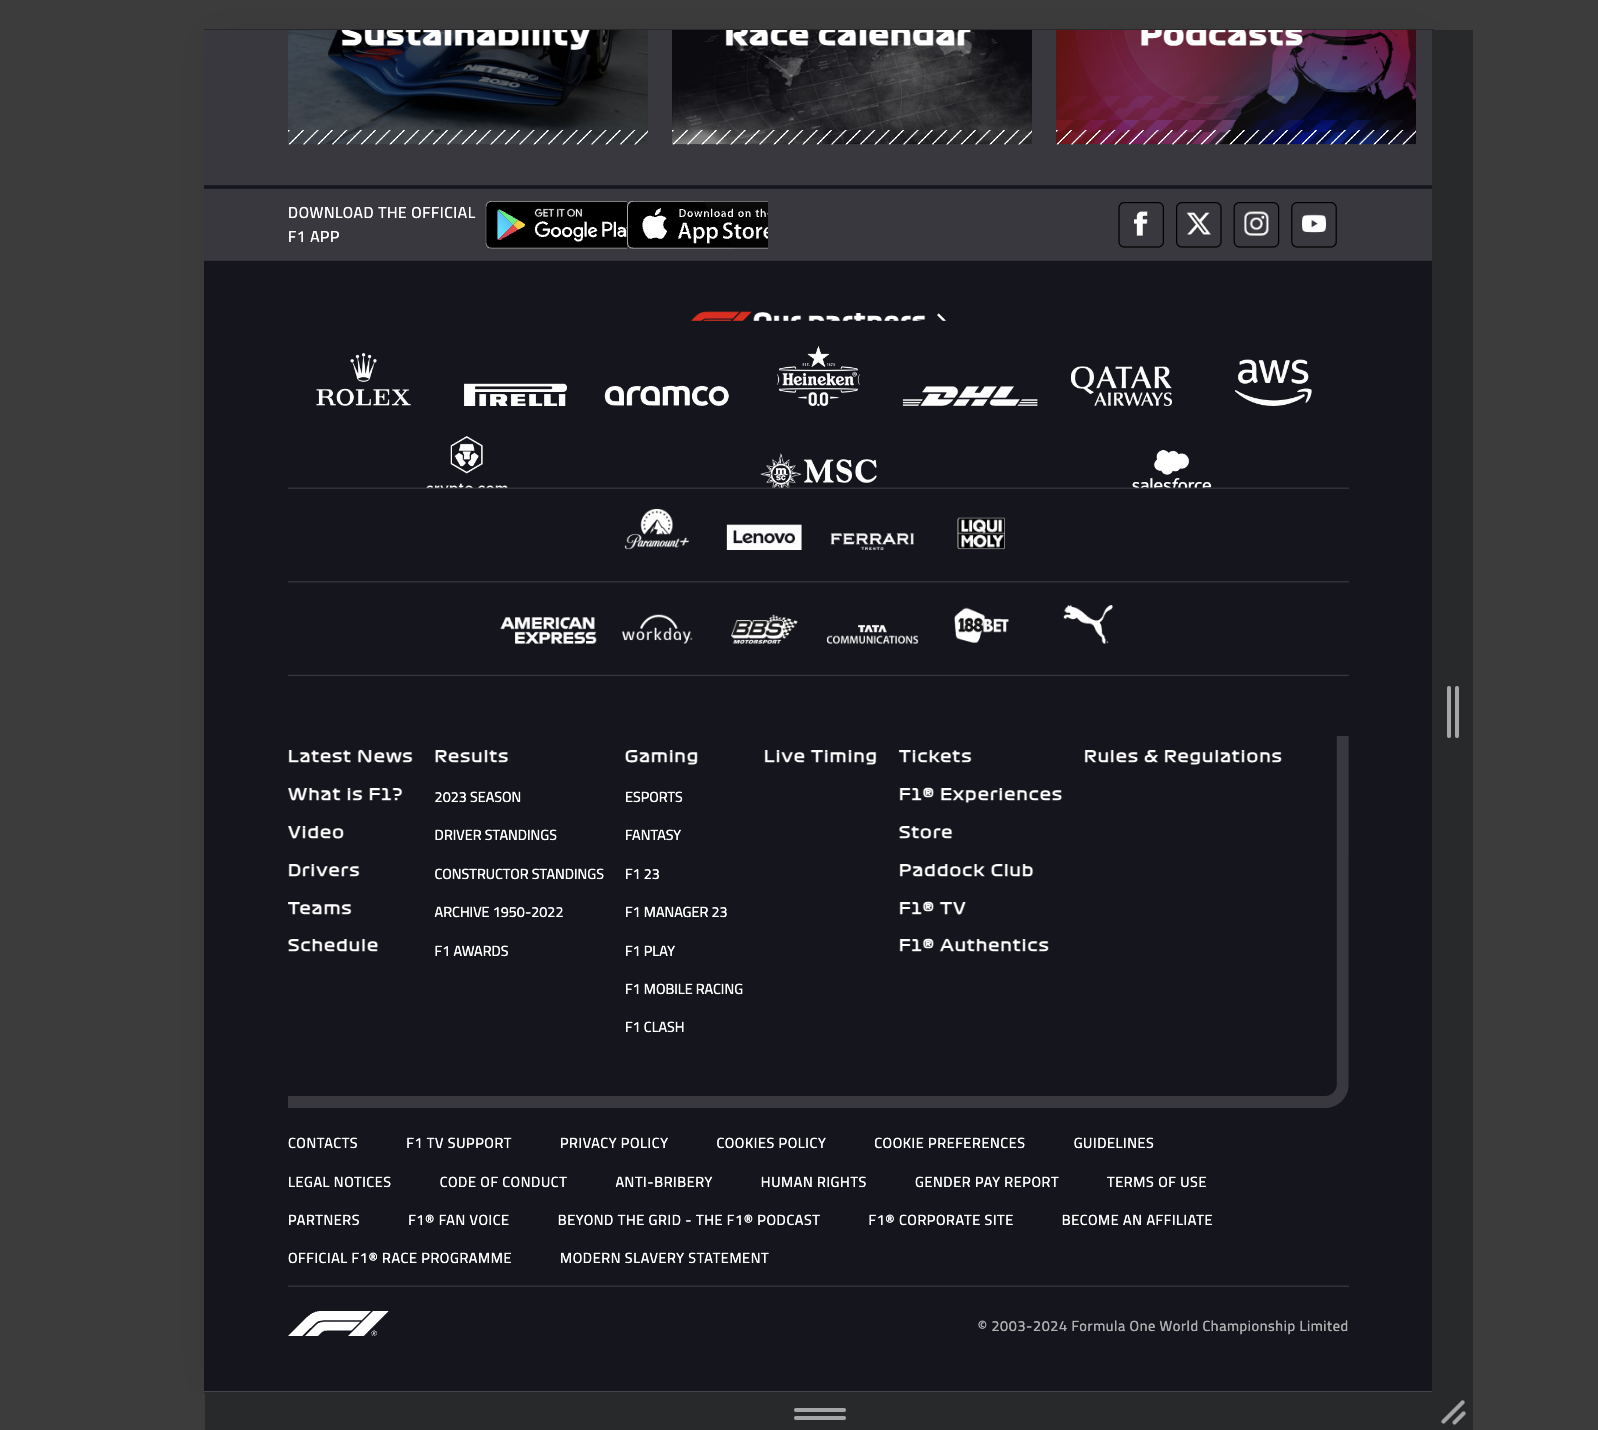 Sustainability
Race calendar
Podcasts
NET ZERO
2030
DOWNLOAD THE OFFICIAL
F1 APP
GET IT ON
Google Pla
Download on th
App Store
Our partners
ROLEX
PIRELLI
aramco
EST. 1873
Heineken®
0.0
DHL
QATAR
AIRWAYS
aws
crypto.com
MSC
MSC
salesforce
Paramount+
Lenovo
FERRARI
TRENTO
LIQUI
MOLY
AMERICAN
EXPRESS
workday.
BBS
MOTORSPORT
TATA
COMMUNICATIONS
188BET
Latest News
What is F1?
Video
Drivers
Teams
Schedule
Results
2023 SEASON
DRIVER STANDINGS
CONSTRUCTOR STANDINGS
ARCHIVE 1950-2022
F1 AWARDS
Gaming
ESPORTS
FANTASY
F1 23
F1 MANAGER 23
F1 PLAY
F1 MOBILE RACING
F1 CLASH
Live Timing
Tickets
F1® Experiences
Store
Paddock Club
F1® TV
F1® Authentics
Rules & Regulations
CONTACTS F1 TV SUPPORT PRIVACY POLICY COOKIES POLICY COOKIE PREFERENCES GUIDELINES
LEGAL NOTICES CODE OF CONDUCT ANTI-BRIBERY HUMAN RIGHTS GENDER PAY REPORT TERMS OF USE
PARTNERS F1® FAN VOICE BEYOND THE GRID - THE F1® PODCAST F1® CORPORATE SITE BECOME AN AFFILIATE
OFFICIAL F1® RACE PROGRAMME MODERN SLAVERY STATEMENT
F1®
© 2003-2024 Formula One World Championship Limited